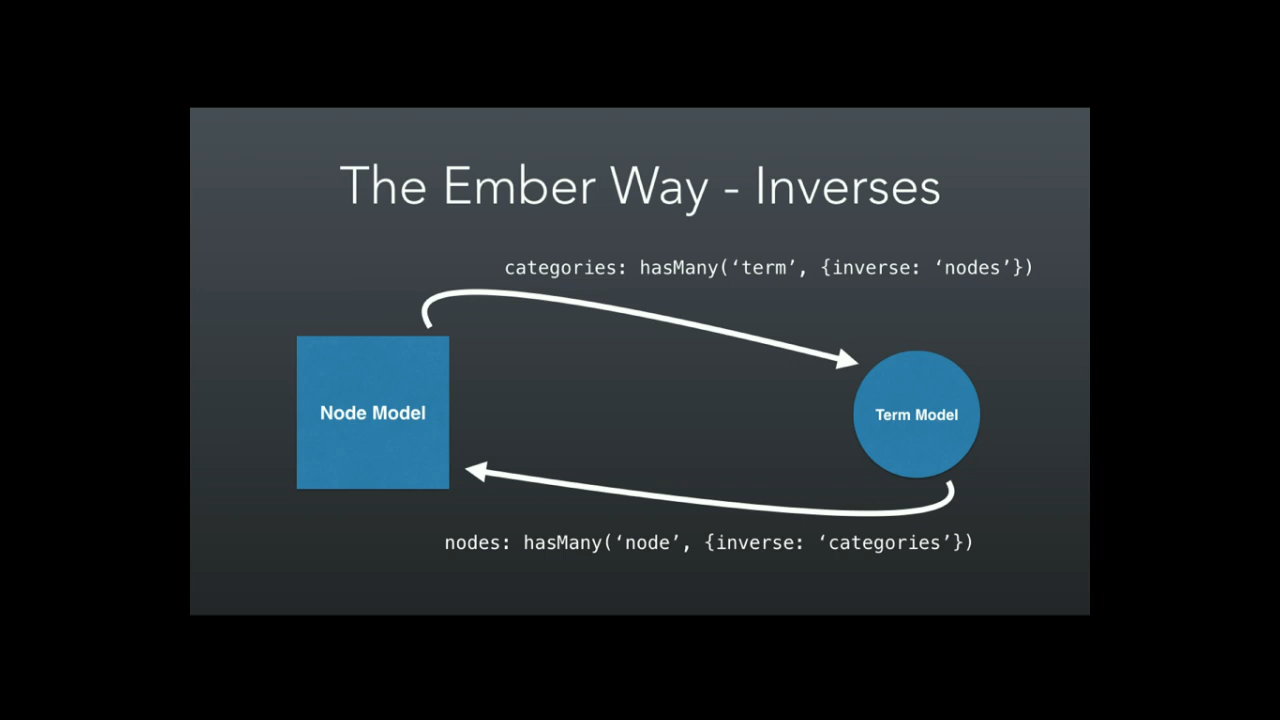 The Ember Way - Inverses
categories: hasMany(‘term’, {inverse: ‘nodes’})
Node Model
Term Model
nodes: hasMany(‘node’, {inverse: ‘categories’})